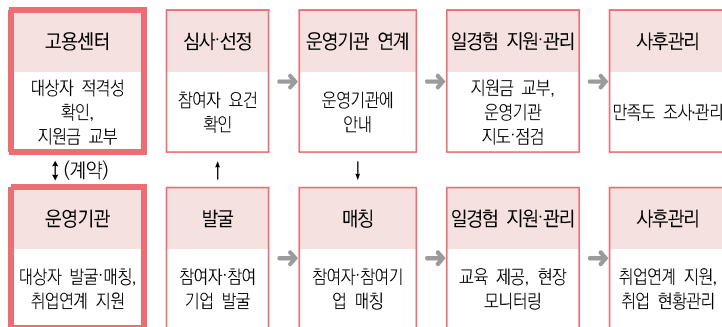 고용센터
대상자 적격성
확인,
지원금 교부
심사·선정
참여자 요건
확인
운영기관 연계
운영기관에
안내
일경험 지원·관리
지원금 교부,
운영기관
지도·점검
사후관리
만족도 조사·관리
(계약)
운영기관
대상자 발굴·매칭,
취업연계 지원
발굴
참여자·참여
기업 발굴
매칭
참여자·참여기
업 매칭
일경험 지원·관리
교육 제공, 현장
모니터링
사후관리
취업연계 지원,
취업 현황관리